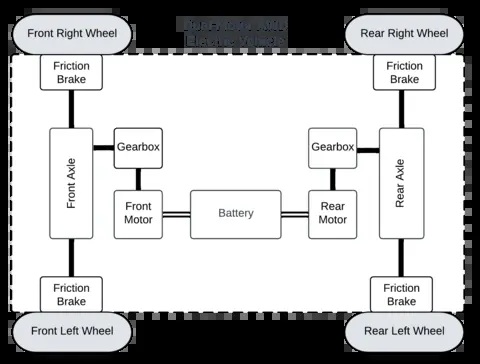 Front Right Wheel
Rear Right Wheel
Friction
Brake
Friction
Brake
Front Axle
Gearbox
Gearbox
Rear Axle
Front
Motor
Battery
Rear
Motor
Friction
Brake
Friction
Brake
Front Left Wheel
Rear Left Wheel